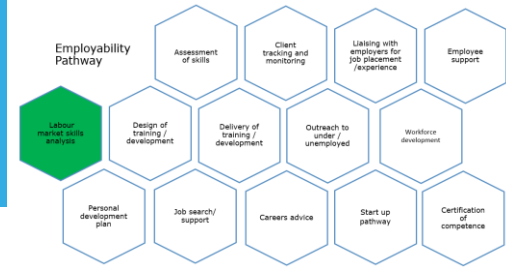 Employability
Pathway
Assessment
of skills
Client
tracking and
monitoring
Liaising with
employers for
job placement
/experience
Employee
support
Labour
market skills
analysis
Design of
training /
development
Delivery of
training /
development
Outreach to
under /
unemployed
Workforce
development
Personal
development
plan
Job search/
support
Careers advice
Start up
pathway
Certification
of
competence